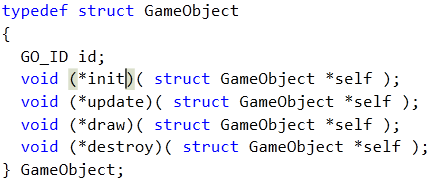 typedef struct GameObject
{
  GO_ID id;
  void (*init)( struct GameObject *self );
  void (*update)( struct GameObject *self );
  void (*draw)( struct GameObject *self );
  void (*destroy)( struct GameObject *self );
} GameObject;